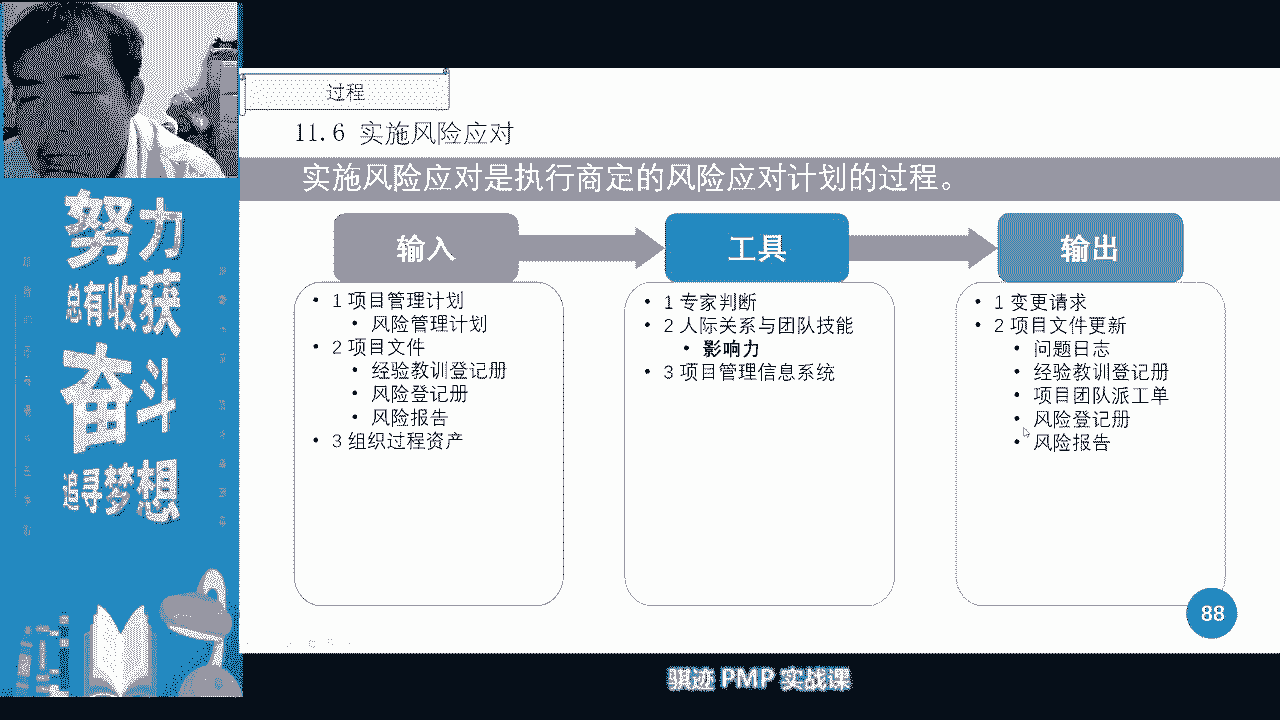 努力
总有收获
奋斗
追寻梦想
过程
11.6 实施风险应对
实施风险应对是执行商定的风险应对计划的过程。
输入
• 1 项目管理计划
• 风险管理计划
• 2 项目文件
• 经验教训登记册
• 风险登记册
• 风险报告
• 3 组织过程资产
工具
• 1 专家判断
• 2 人际关系与团队技能
• 影响力
• 3 项目管理信息系统
输出
• 1 变更请求
• 2 项目文件更新
• 问题日志
• 经验教训登记册
• 项目团队派工单
• 风险登记册
• 风险报告
88
骐迹 PMP 实战课